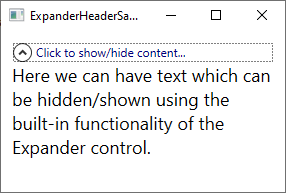 ExpanderHeaderSa...
Click to show/hide content...
Here we can have text which can
be hidden/shown using the
built-in functionality of the
Expander control.